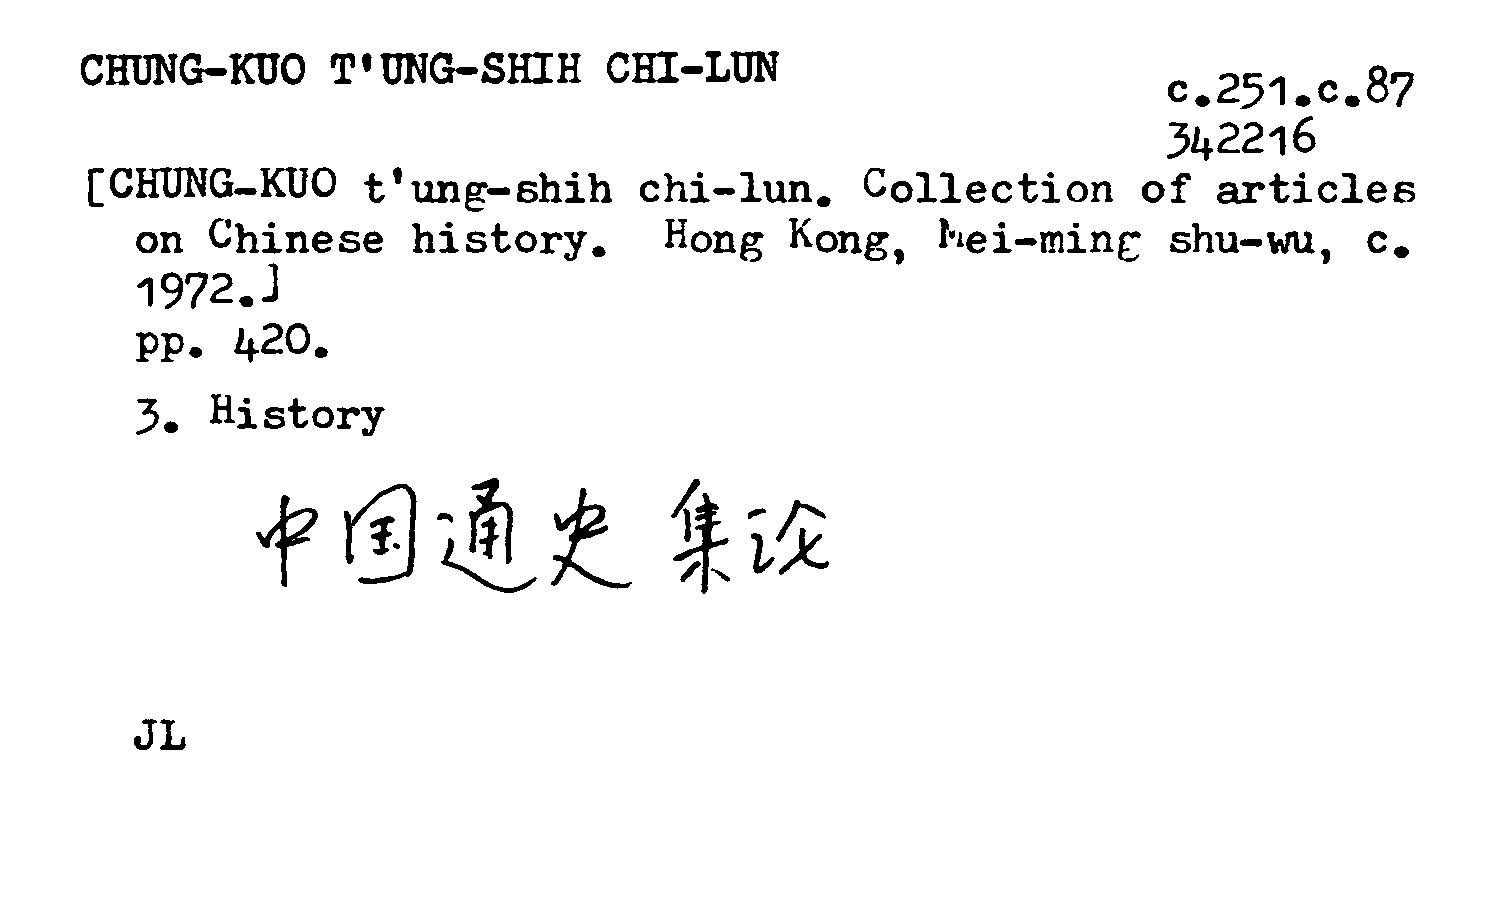 CHUNG-KUO T'UNG-SHIH CHI-LUN
c.251.c.87
342216
[CHUNG-KUO t'ung-shih chi-lun. Collection of articles
on Chinese history. Hong Kong, Mei-ming shu-wu, c.
1972.]
pp. 420.
3. History
中国通史集论
JL